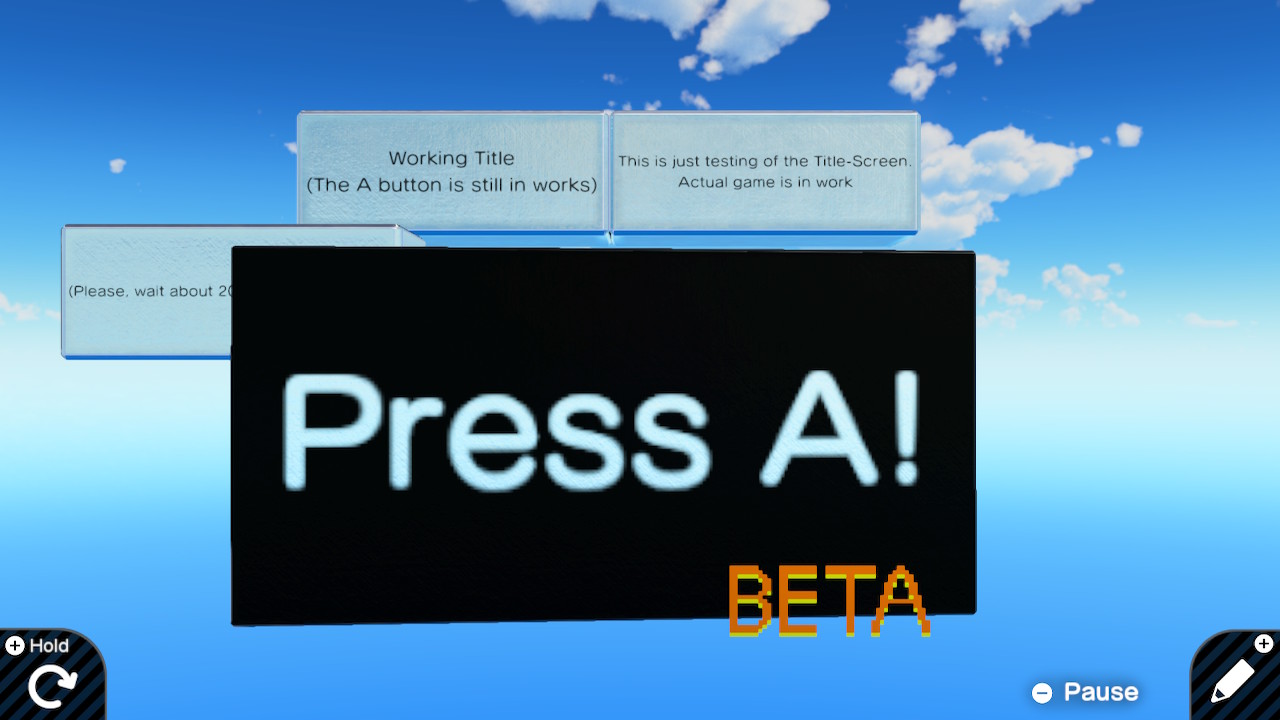 Working Title
(The A button is still in works)
This is just testing of the Title-Screen.
Actual game is in work
(Please, wait about 20
Press A!
BETA
Hold
Pause